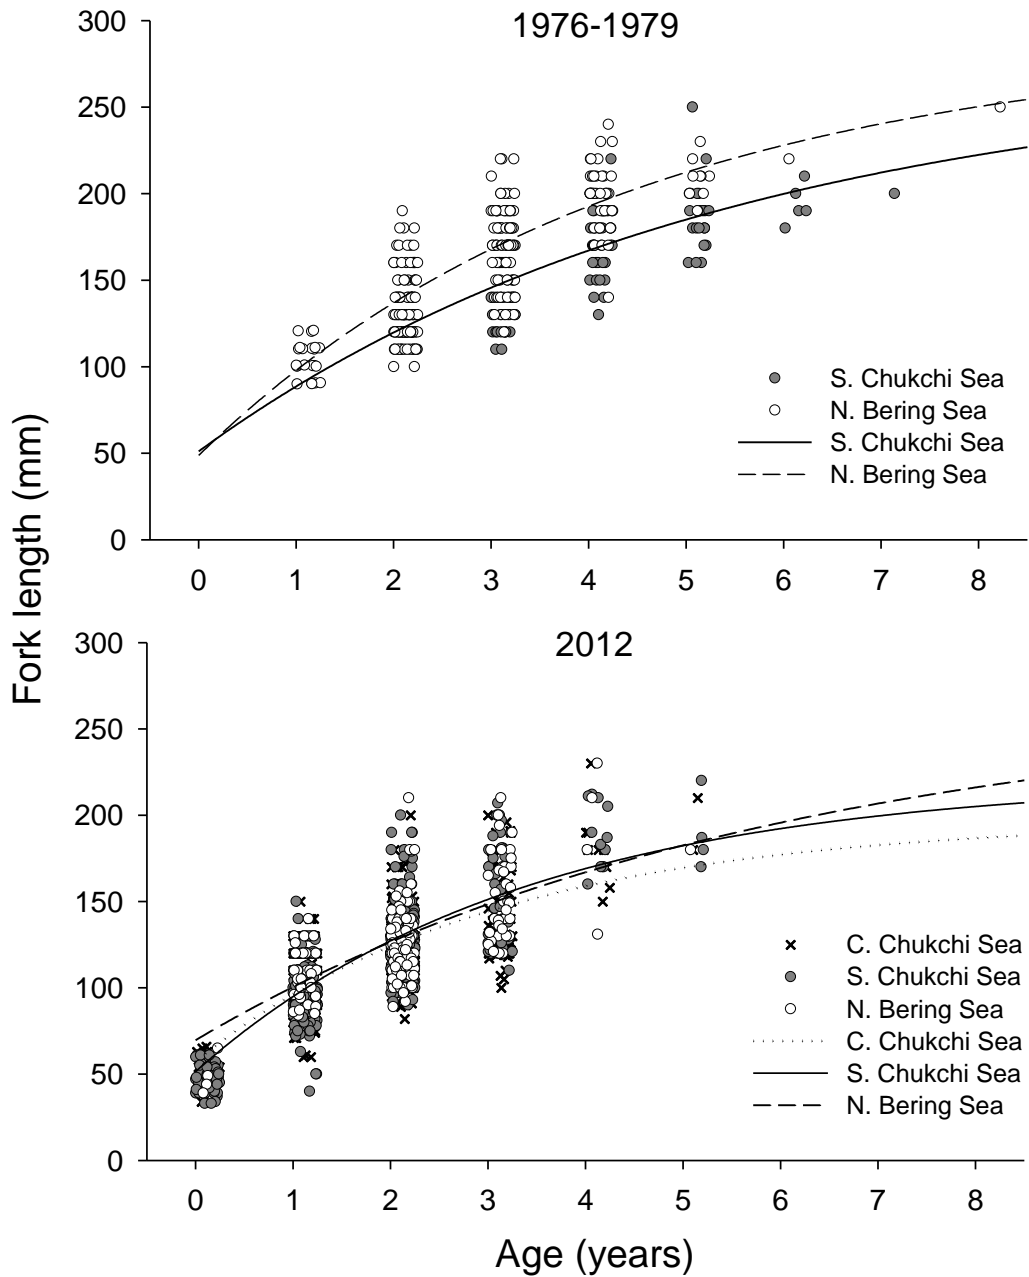 1976-1979
300
250
200
150
100
50
0
S. Chukchi Sea
N. Bering Sea
S. Chukchi Sea
N. Bering Sea
0 1 2 3 4 5 6 7 8
Fork length (mm)
2012
300
250
200
150
100
50
0
C. Chukchi Sea
S. Chukchi Sea
N. Bering Sea
C. Chukchi Sea
S. Chukchi Sea
N. Bering Sea
0 1 2 3 4 5 6 7 8
Age (years)